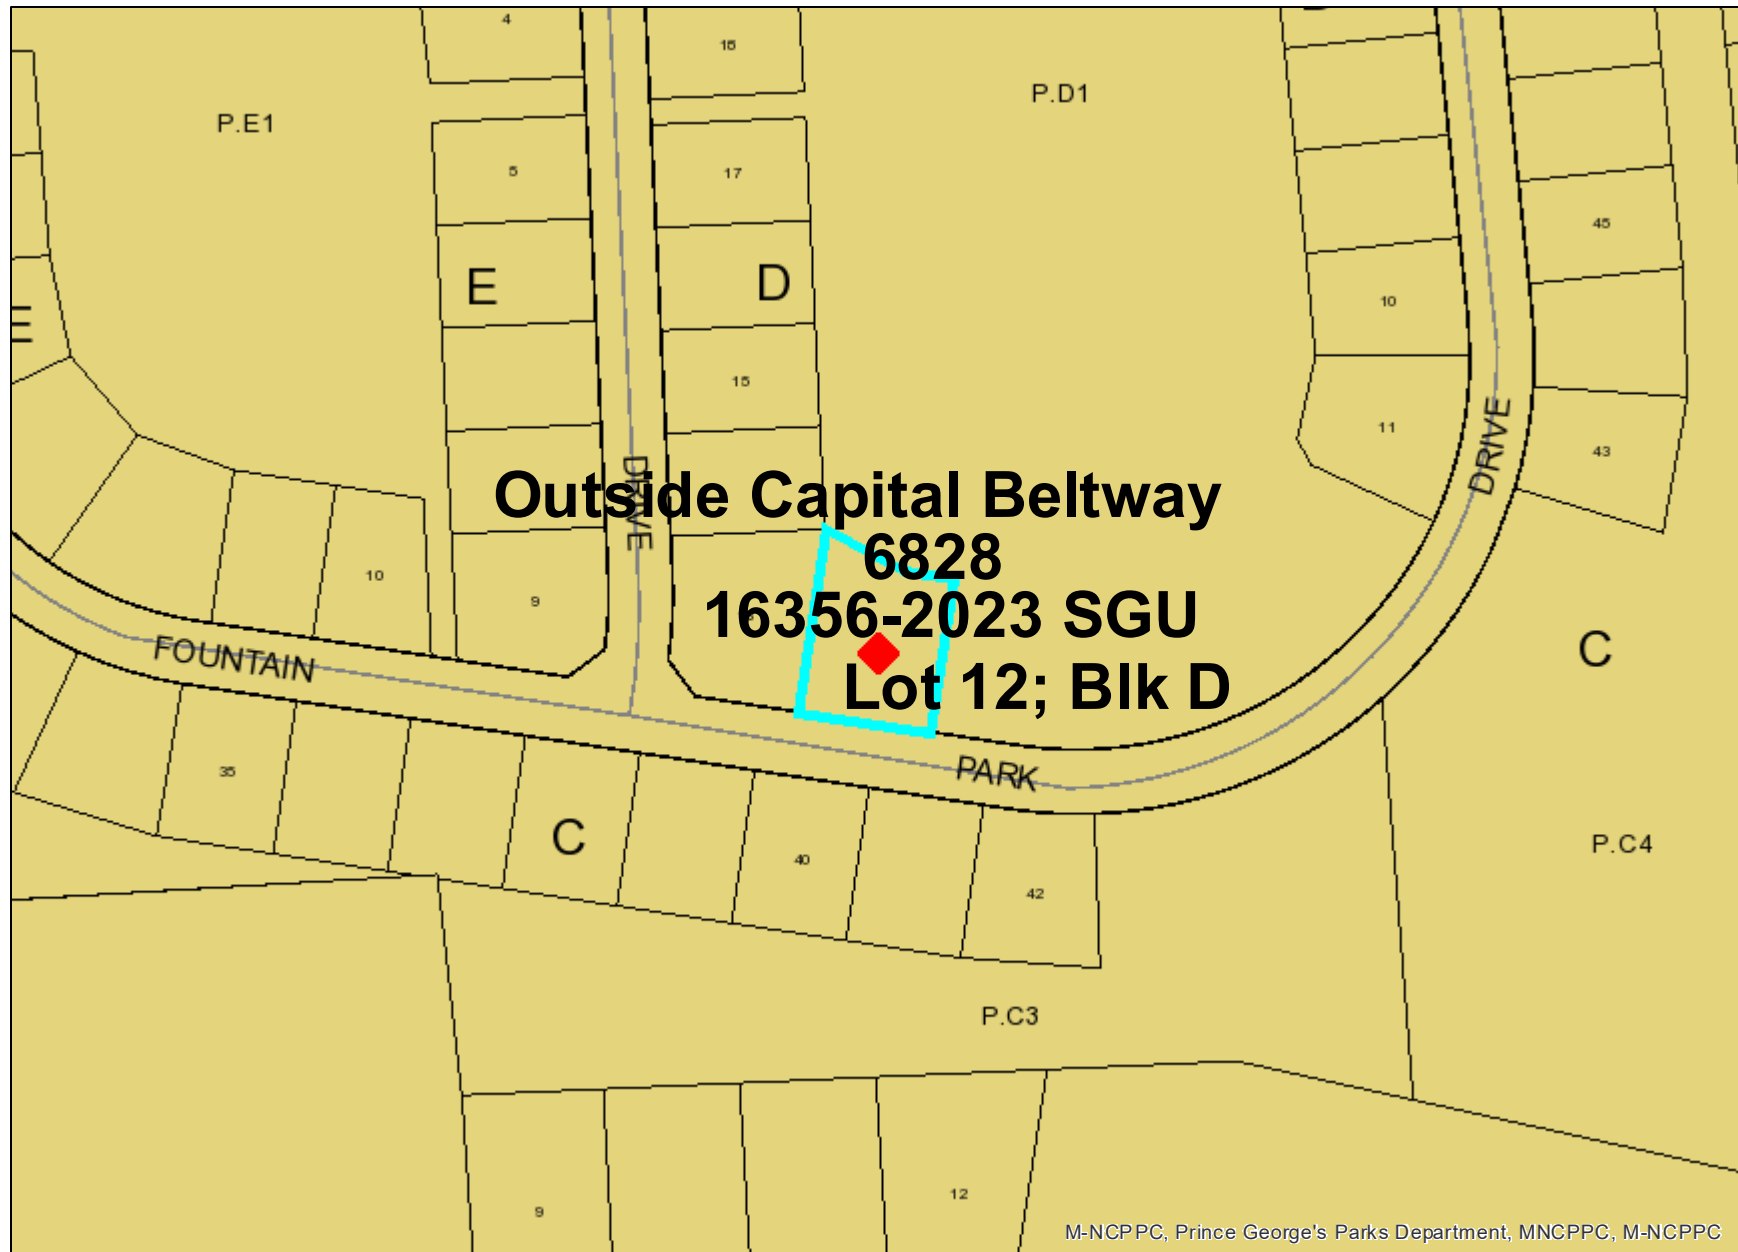 4
16
P.E1
P.D1
5
17
45
E
D
10
E
15
11
43
DRIVE
DRIVE
Outside Capital Beltway
6828
10
9
16356-2023 SGU
FOUNTAIN
C
Lot 12; Blk D
35
PARK
C
40
42
P.C4
P.C3
9
12
M-NCPPC, Prince George's Parks Department, MNCPPC, M-NCPPC